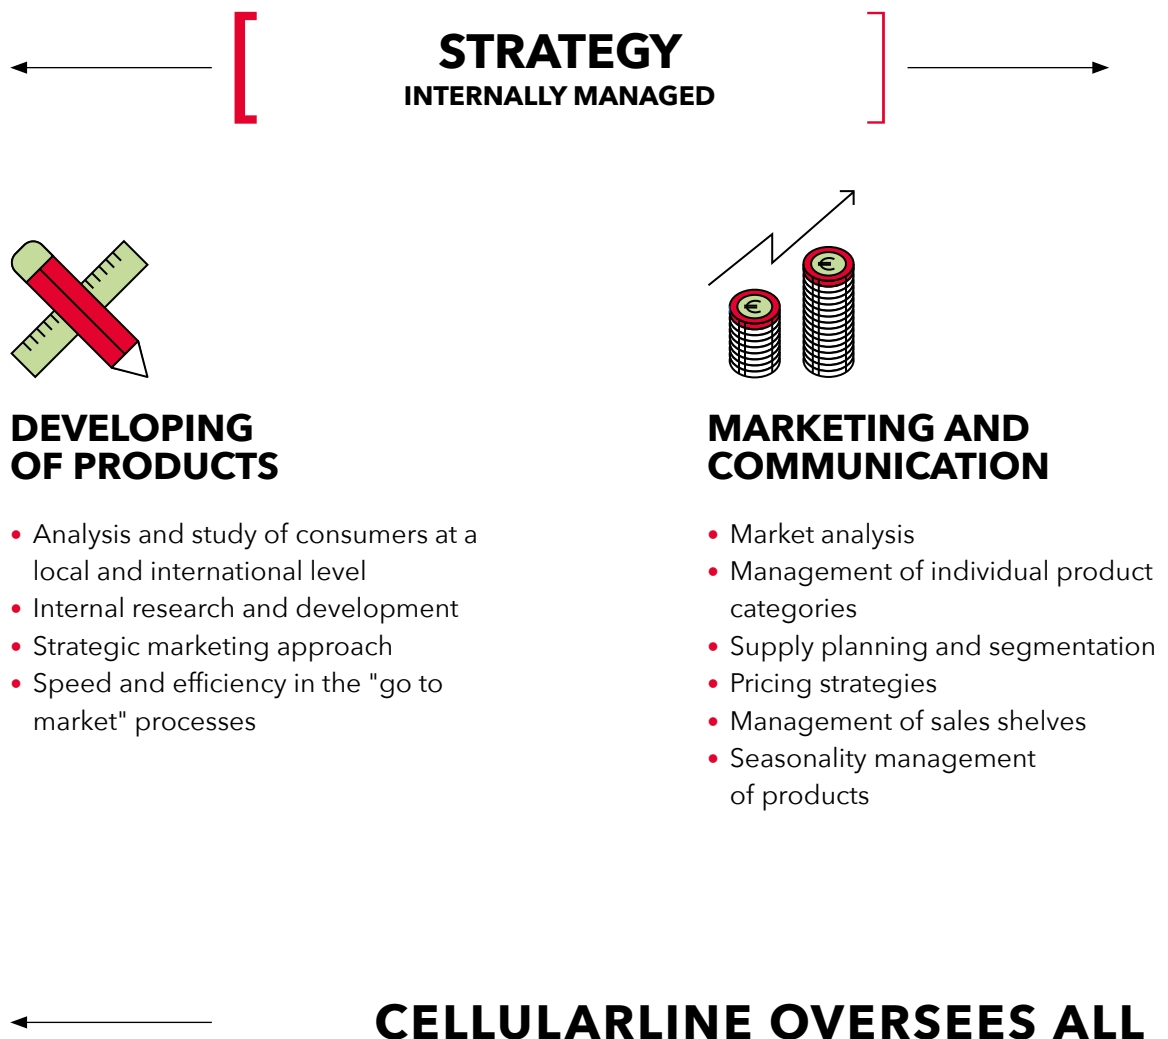 STRATEGY
INTERNALLY MANAGED
DEVELOPING
OF PRODUCTS
• Analysis and study of consumers at a
local and international level
• Internal research and development
• Strategic marketing approach
• Speed and efficiency in the "go to
market" processes
MARKETING AND
COMMUNICATION
• Market analysis
• Management of individual product
categories
• Supply planning and segmentation
• Pricing strategies
• Management of sales shelves
• Seasonality management
of products
CELLULARLINE OVERSEES ALL